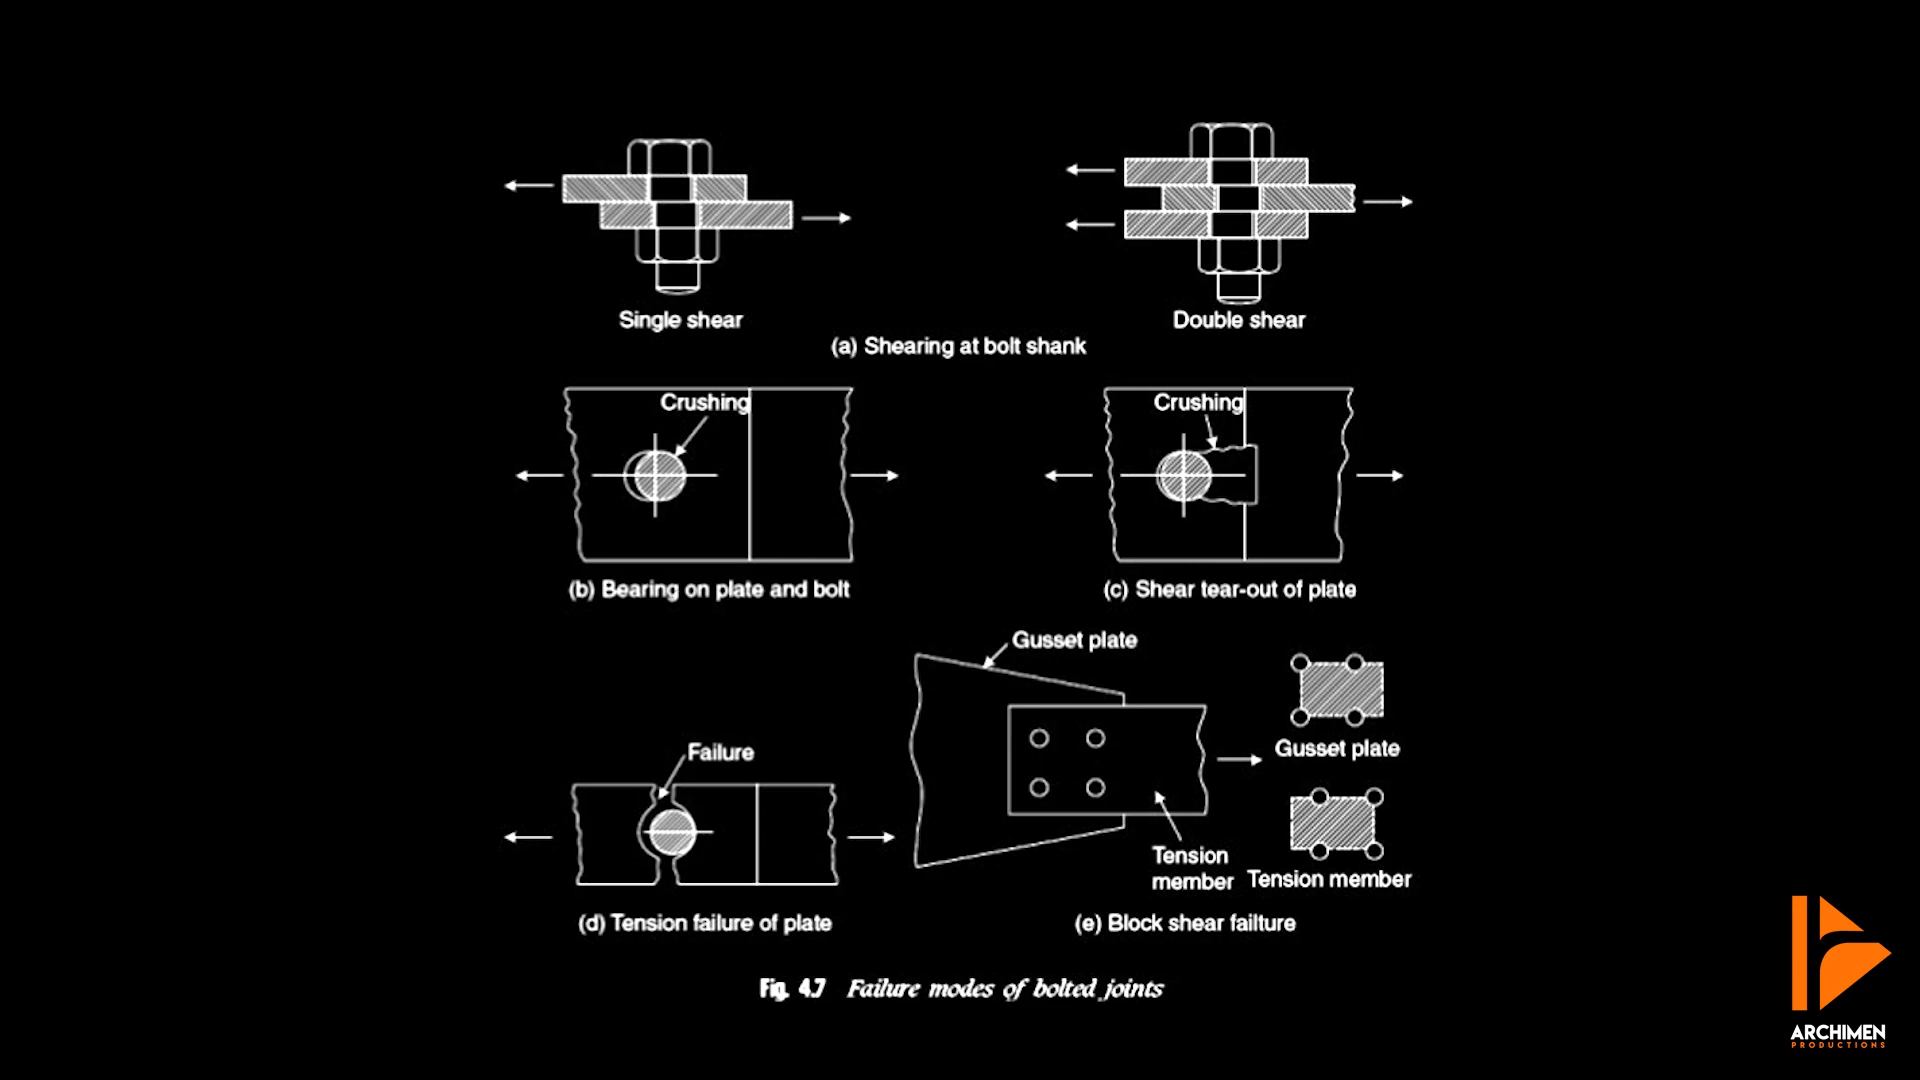 Single shear
Double shear
(a) Shearing at bolt shank
Crushing
Crushing
(b) Bearing on plate and bolt
(c) Shear tear-out of plate
Gusset plate
Gusset plate
Failure
Tension
member
Tension member
(d) Tension failure of plate
(e) Block shear failture
Fig. 4.7 Failure modes of bolted joints
ARCHIMEN
PRODUCTIONS